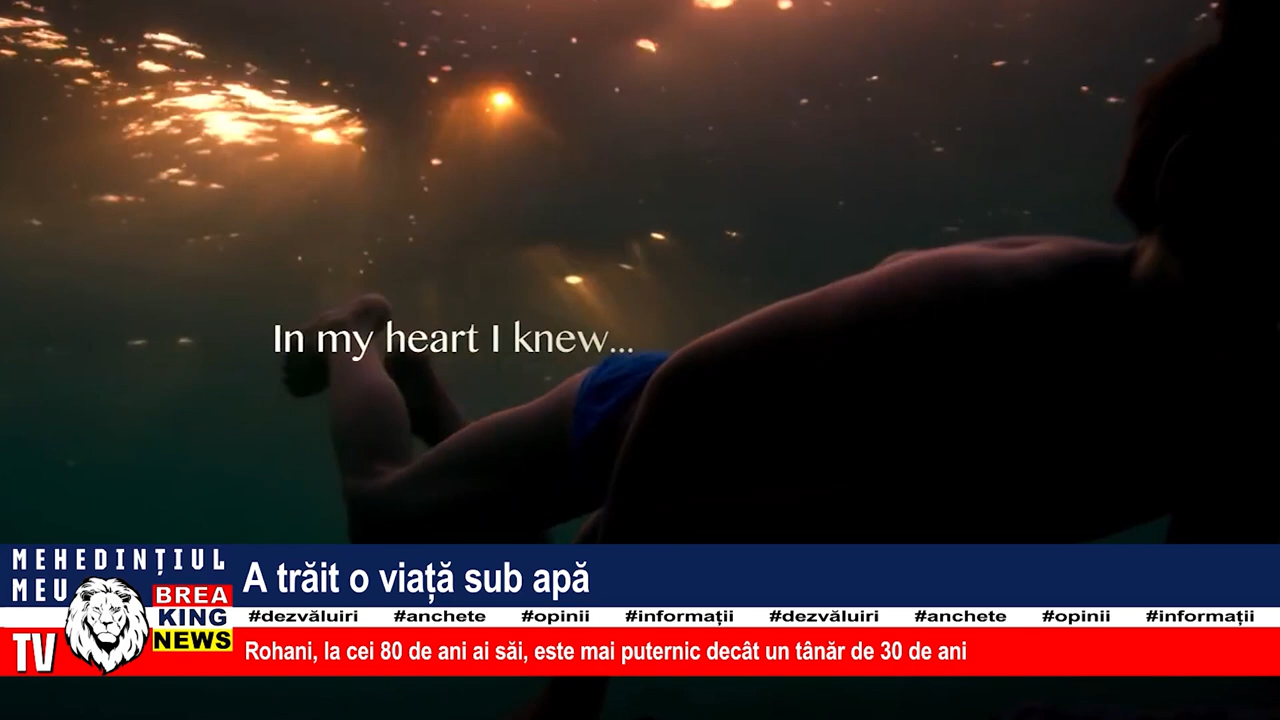 In my heart I knew...
MEHEDINȚIUL
MEU
TV
BREA
KING
NEWS
A trăit o viață sub apă
#dezvăluiri #anchete #opinii #informații #dezvăluiri #anchete #opinii #informații
Rohani, la cei 80 de ani ai săi, este mai puternic decât un tânăr de 30 de ani